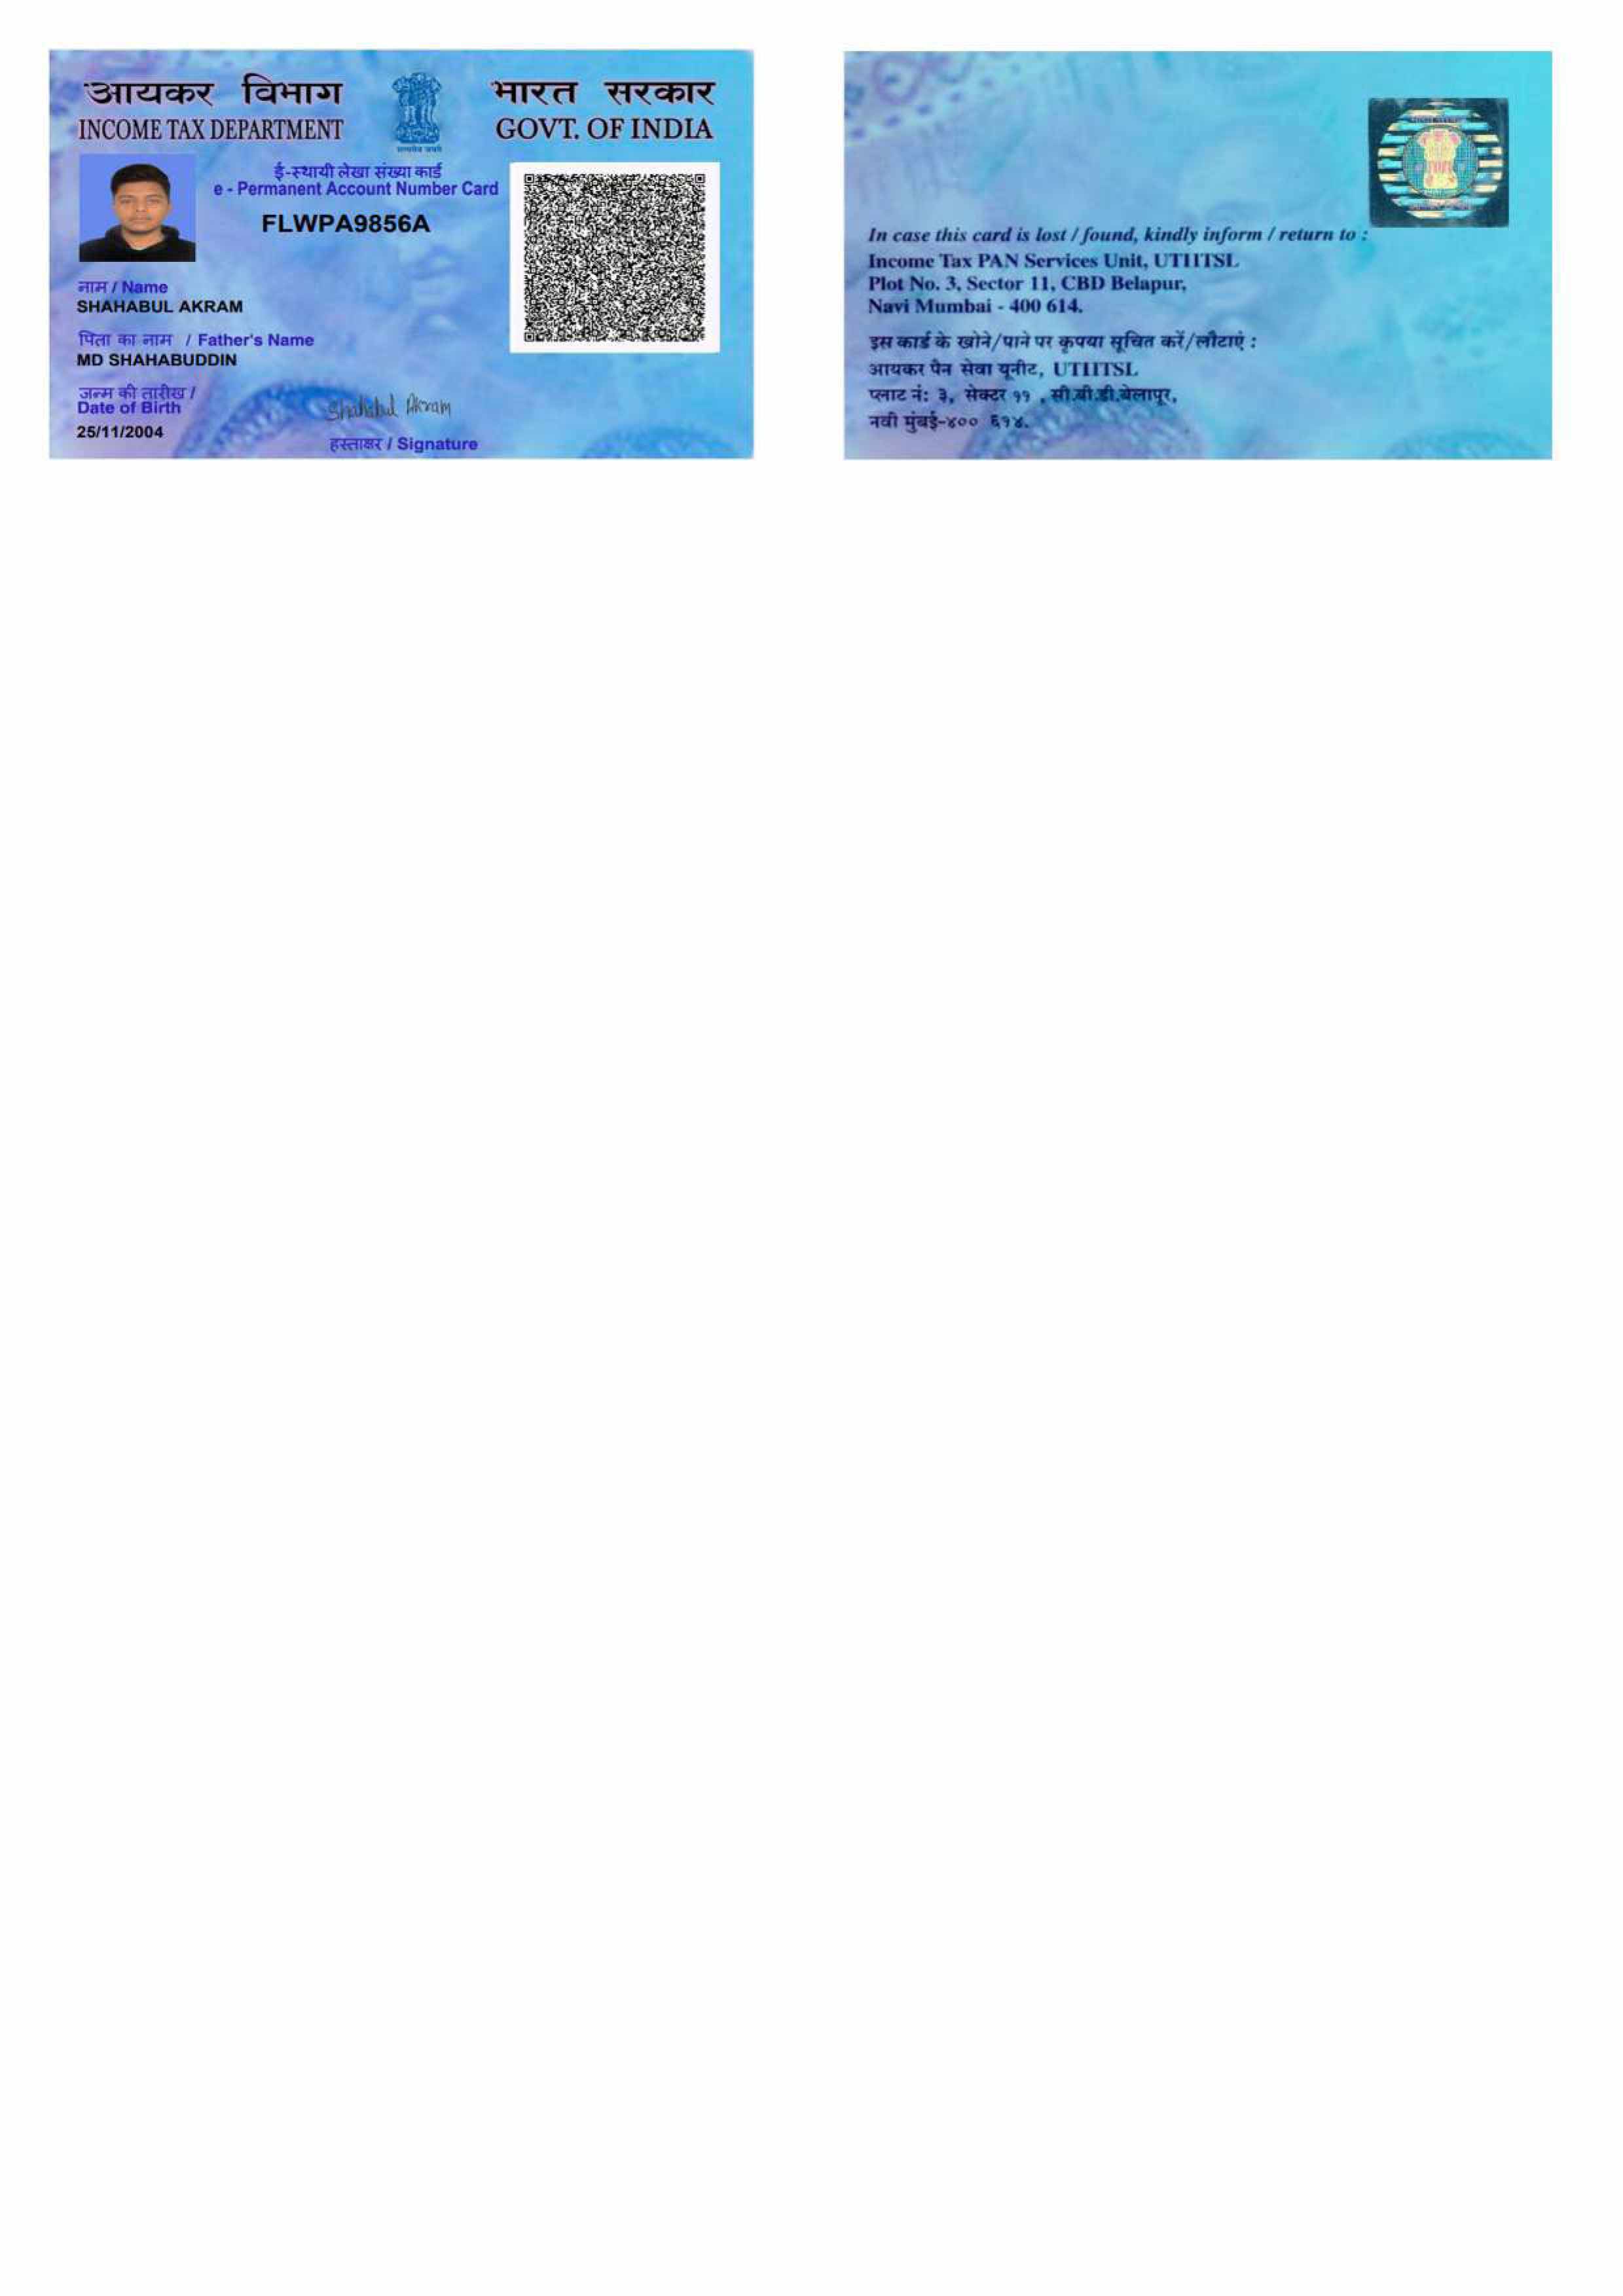 आयकर विभाग
INCOME TAX DEPARTMENT
सत्यमेव जयते
भारत सरकार
GOVT. OF INDIA
ई-स्थायी लेखा संख्या कार्ड
e - Permanent Account Number Card
FLWPA9856A
नाम / Name
SHAHABUL AKRAM
पिता का नाम / Father's Name
MD SHAHABUDDIN
जन्म की तारीख /
Date of Birth
25/11/2004
Shahabul Akram
हस्ताक्षर / Signature
In case this card is lost / found, kindly inform / return to :
Income Tax PAN Services Unit, UTIITSL
Plot No. 3, Sector 11, CBD Belapur,
Navi Mumbai - 400 614.
इस कार्ड के खोने/पाने पर कृपया सूचित करें/लौटाएं :
आयकर पैन सेवा यूनीट, UTIITSL
प्लाट नं: ३, सेक्टर ११ , सी.बी.डी.बेलापूर,
नवी मुंबई-४०० ६१४.